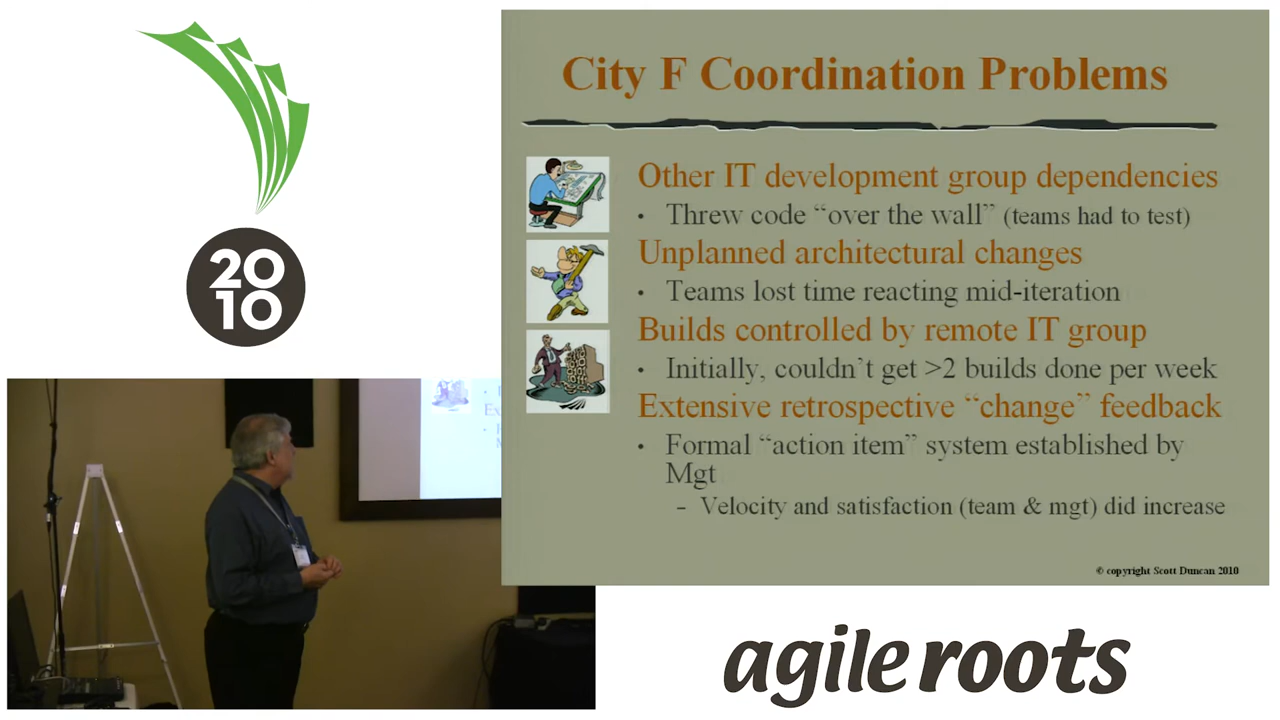 20
10
City F Coordination Problems
Other IT development group dependencies
• Threw code “over the wall” (teams had to test)
Unplanned architectural changes
• Teams lost time reacting mid-iteration
Builds controlled by remote IT group
• Initially, couldn’t get >2 builds done per week
Extensive retrospective “change” feedback
• Formal “action item” system established by
Mgt
– Velocity and satisfaction (team & mgt) did increase
© copyright Scott Duncan 2010
agile roots